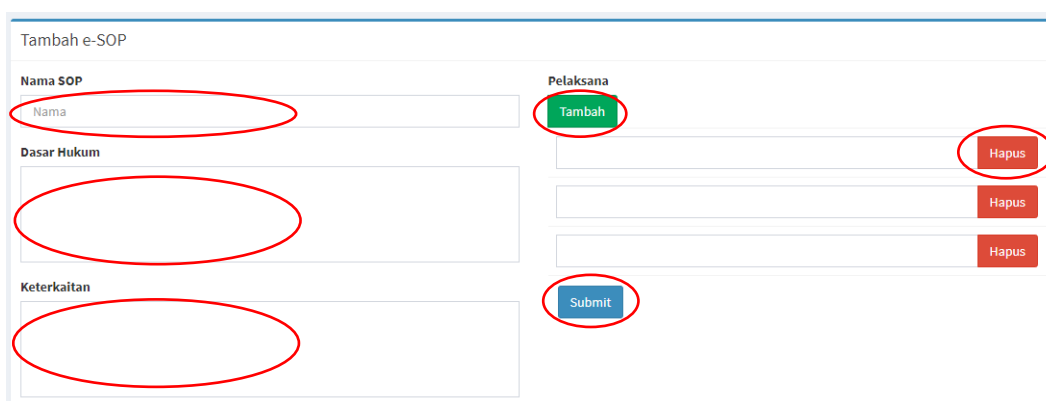 Tambah e-SOP
Nama SOP
Nama
Dasar Hukum
Keterkaitan
Pelaksana
Tambah
Hapus
Hapus
Hapus
Submit